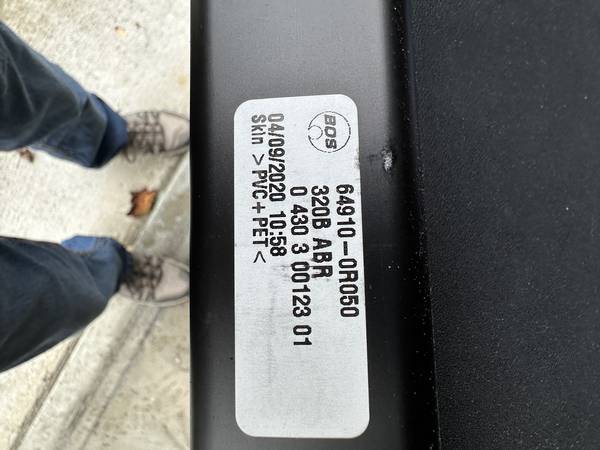 BOS
64910-0R050
320B ABR
0 430 3 00123 01
04/09/2020 10:58
Skin > PVC+PET <